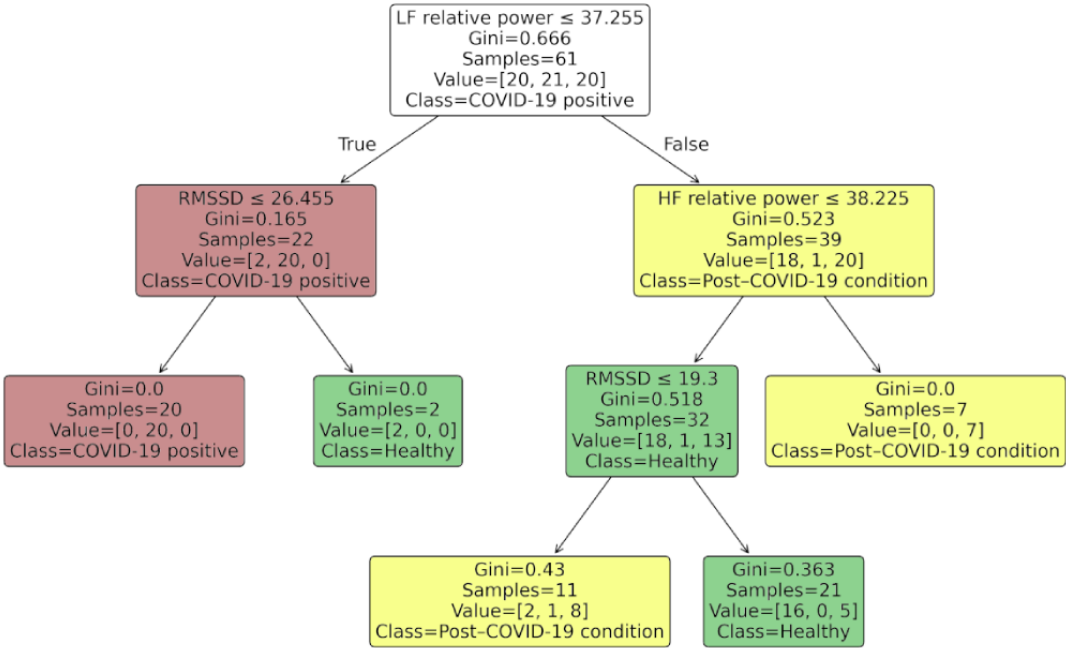 LF relative power ≤ 37.255
Gini=0.666
Samples=61
Value=[20, 21, 20]
Class=COVID-19 positive
True
False
RMSSD ≤ 26.455
Gini=0.165
Samples=22
Value=[2, 20, 0]
Class=COVID-19 positive
HF relative power ≤ 38.225
Gini=0.523
Samples=39
Value=[18, 1, 20]
Class=Post–COVID-19 condition
Gini=0.0
Samples=20
Value=[0, 20, 0]
Class=COVID-19 positive
Gini=0.0
Samples=2
Value=[2, 0, 0]
Class=Healthy
RMSSD ≤ 19.3
Gini=0.518
Samples=32
Value=[18, 1, 13]
Class=Healthy
Gini=0.0
Samples=7
Value=[0, 0, 7]
Class=Post–COVID-19 condition
Gini=0.43
Samples=11
Value=[2, 1, 8]
Class=Post–COVID-19 condition
Gini=0.363
Samples=21
Value=[16, 0, 5]
Class=Healthy